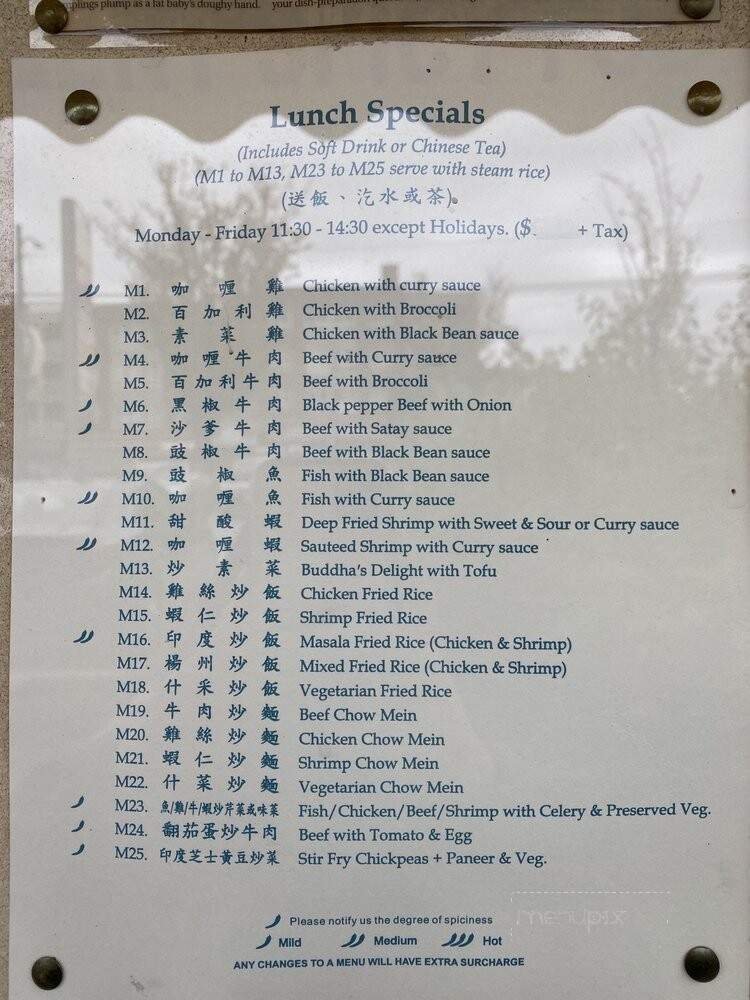 mplings plump as a fat baby's doughy hand. your dish-preparation
Lunch Specials
(Includes Soft Drink or Chinese Tea)
(M1 to M13, M23 to M25 serve with steam rice)
(送飯、汽水或茶)
Monday - Friday 11:30 - 14:30 except Holidays. ($ + Tax)
M1. 咖喱雞 Chicken with curry sauce
M2. 百加利雞 Chicken with Broccoli
M3. 素菜雞 Chicken with Black Bean sauce
M4. 咖喱牛肉 Beef with Curry sauce
M5. 百加利牛肉 Beef with Broccoli
M6. 黑椒牛肉 Black pepper Beef with Onion
M7. 沙爹牛肉 Beef with Satay sauce
M8. 豉椒牛肉 Beef with Black Bean sauce
M9. 豉椒魚 Fish with Black Bean sauce
M10. 咖喱魚 Fish with Curry sauce
M11. 甜酸蝦 Deep Fried Shrimp with Sweet & Sour or Curry sauce
M12. 咖喱蝦 Sauteed Shrimp with Curry sauce
M13. 炒素菜 Buddha's Delight with Tofu
M14. 雞絲炒飯 Chicken Fried Rice
M15. 蝦仁炒飯 Shrimp Fried Rice
M16. 印度炒飯 Masala Fried Rice (Chicken & Shrimp)
M17. 楊州炒飯 Mixed Fried Rice (Chicken & Shrimp)
M18. 什采炒飯 Vegetarian Fried Rice
M19. 牛肉炒麵 Beef Chow Mein
M20. 雞絲炒麵 Chicken Chow Mein
M21. 蝦仁炒麵 Shrimp Chow Mein
M22. 什菜炒麵 Vegetarian Chow Mein
M23. 魚/雞/牛/蝦炒芹菜或味菜 Fish/Chicken/Beef/Shrimp with Celery & Preserved Veg.
M24. 翻茄蛋炒牛肉 Beef with Tomato & Egg
M25. 印度芝士黃豆炒菜 Stir Fry Chickpeas + Paneer & Veg.
Please notify us the degree of spiciness
Mild Medium Hot
ANY CHANGES TO A MENU WILL HAVE EXTRA SURCHARGE
menupix